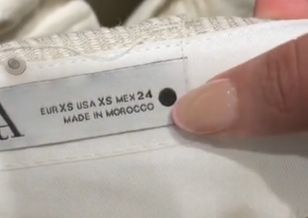 A
EUR XS USA XS MEX 24
MADE IN MOROCCO